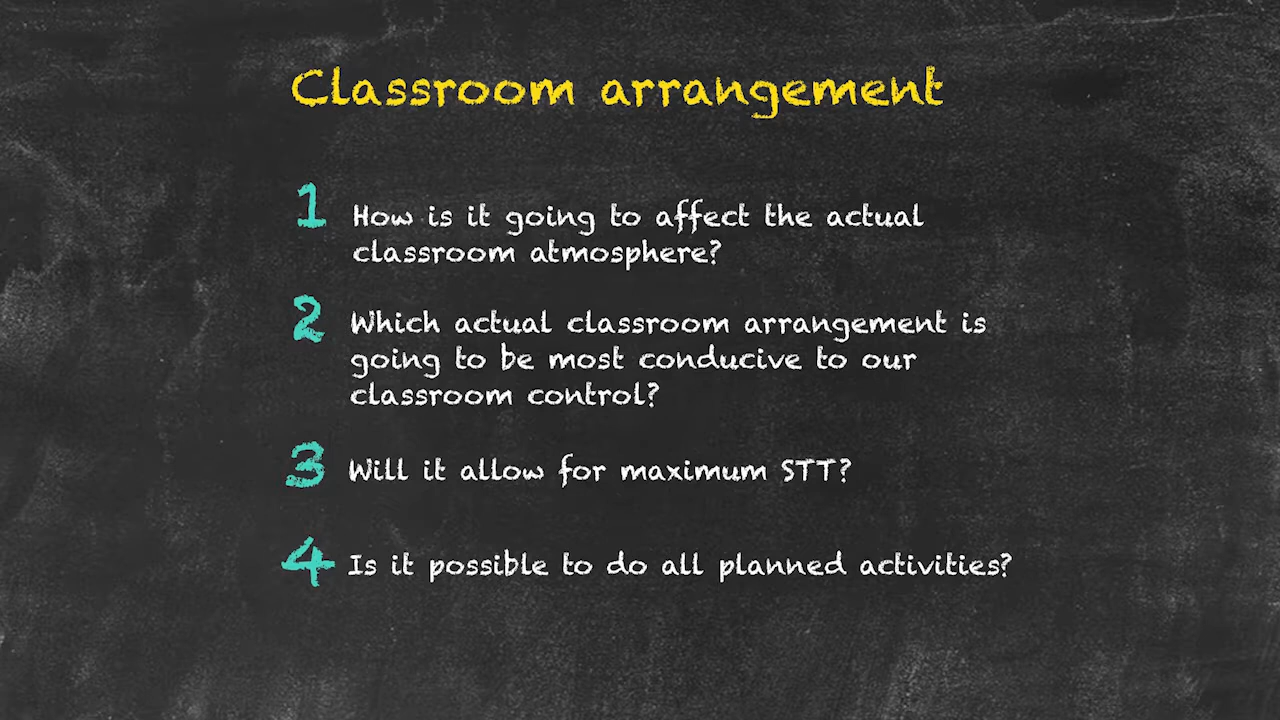 Classroom arrangement
1 How is it going to affect the actual
classroom atmosphere?
2 Which actual classroom arrangement is
going to be most conducive to our
classroom control?
3 Will it allow for maximum STT?
4 Is it possible to do all planned activities?